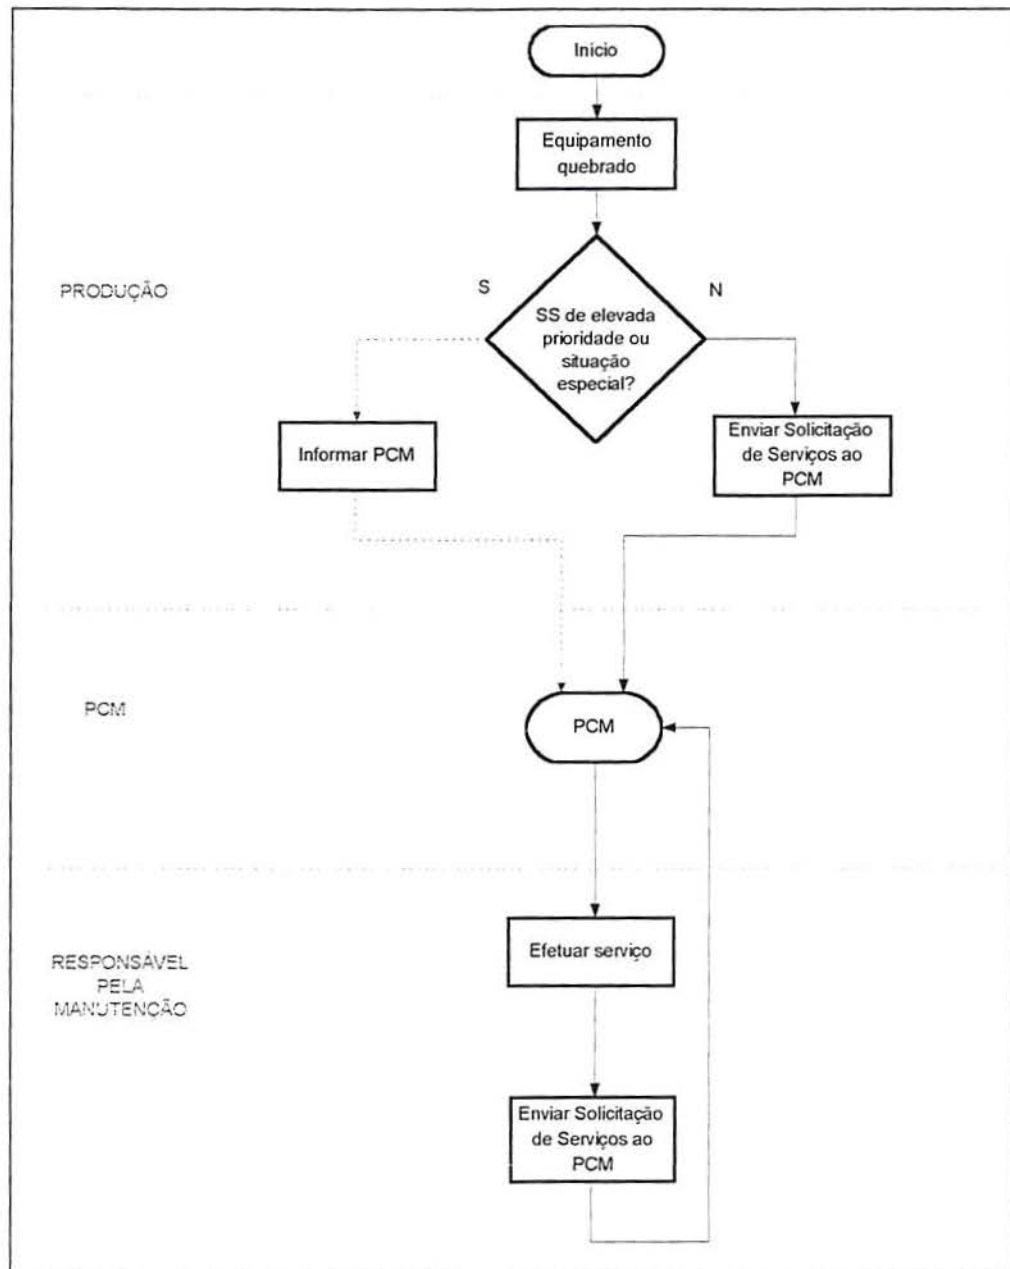 Inicio
Equipamento
quebrado
PRODUÇÃO
S
N
SS de elevada
prioridade ou
situação
especial?
Informar PCM
Enviar Solicitação
de Serviços ao
PCM
PCM
PCM
Efetuar serviço
RESPONSÁVEL
PELA
MANUTENÇÃO
Enviar Solicitação
de Serviços ao
PCM